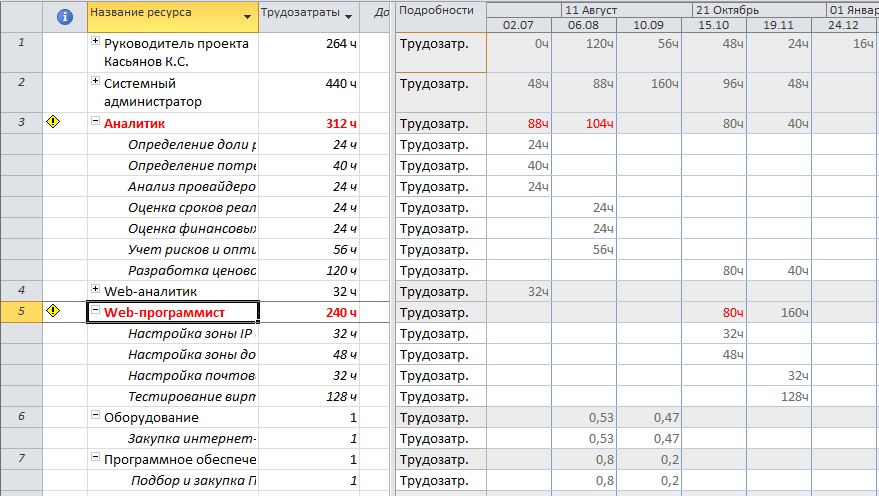 Название ресурса Трудозатраты До Подробности 11 Август 21 Октябрь 01 Январ
02.07 06.08 10.09 15.10 19.11 24.12
1 Руководитель проекта Касьянов К.С. 264 ч Трудозатр. 0ч 120ч 56ч 48ч 24ч 16ч
2 Системный администратор 440 ч Трудозатр. 48ч 88ч 160ч 96ч 48ч
3 Аналитик 312 ч Трудозатр. 88ч 104ч 80ч 40ч
Определение доли р 24 ч Трудозатр. 24ч
Определение потре 40 ч Трудозатр. 40ч
Анализ провайдеро 24 ч Трудозатр. 24ч
Оценка сроков реал 24 ч Трудозатр. 24ч
Оценка финансовых 24 ч Трудозатр. 24ч
Учет рисков и опти 56 ч Трудозатр. 56ч
Разработка ценово 120 ч Трудозатр. 80ч 40ч
4 Web-аналитик 32 ч Трудозатр. 32ч
5 Web-программист 240 ч Трудозатр. 80ч 160ч
Настройка зоны IP 32 ч Трудозатр. 32ч
Настройка зоны до 48 ч Трудозатр. 48ч
Настройка почтов 32 ч Трудозатр. 32ч
Тестирование вирт 128 ч Трудозатр. 128ч
6 Оборудование 1 Трудозатр. 0,53 0,47
Закупка интернет- 1 Трудозатр. 0,53 0,47
7 Программное обеспече 1 Трудозатр. 0,8 0,2
Подбор и закупка П 1 Трудозатр. 0,8 0,2